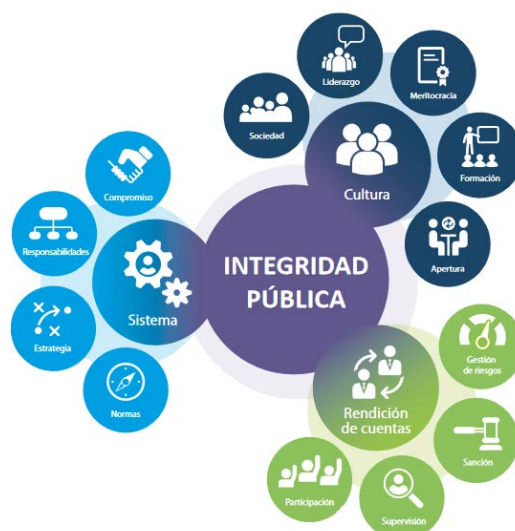 INTEGRIDAD
PÚBLICA
Cultura
Sociedad
Liderazgo
Meritocracia
Formación
Apertura
Sistema
Compromiso
Responsabilidades
Estrategia
Normas
Rendición
de cuentas
Gestión
de riesgos
Sanción
Supervisión
Participación